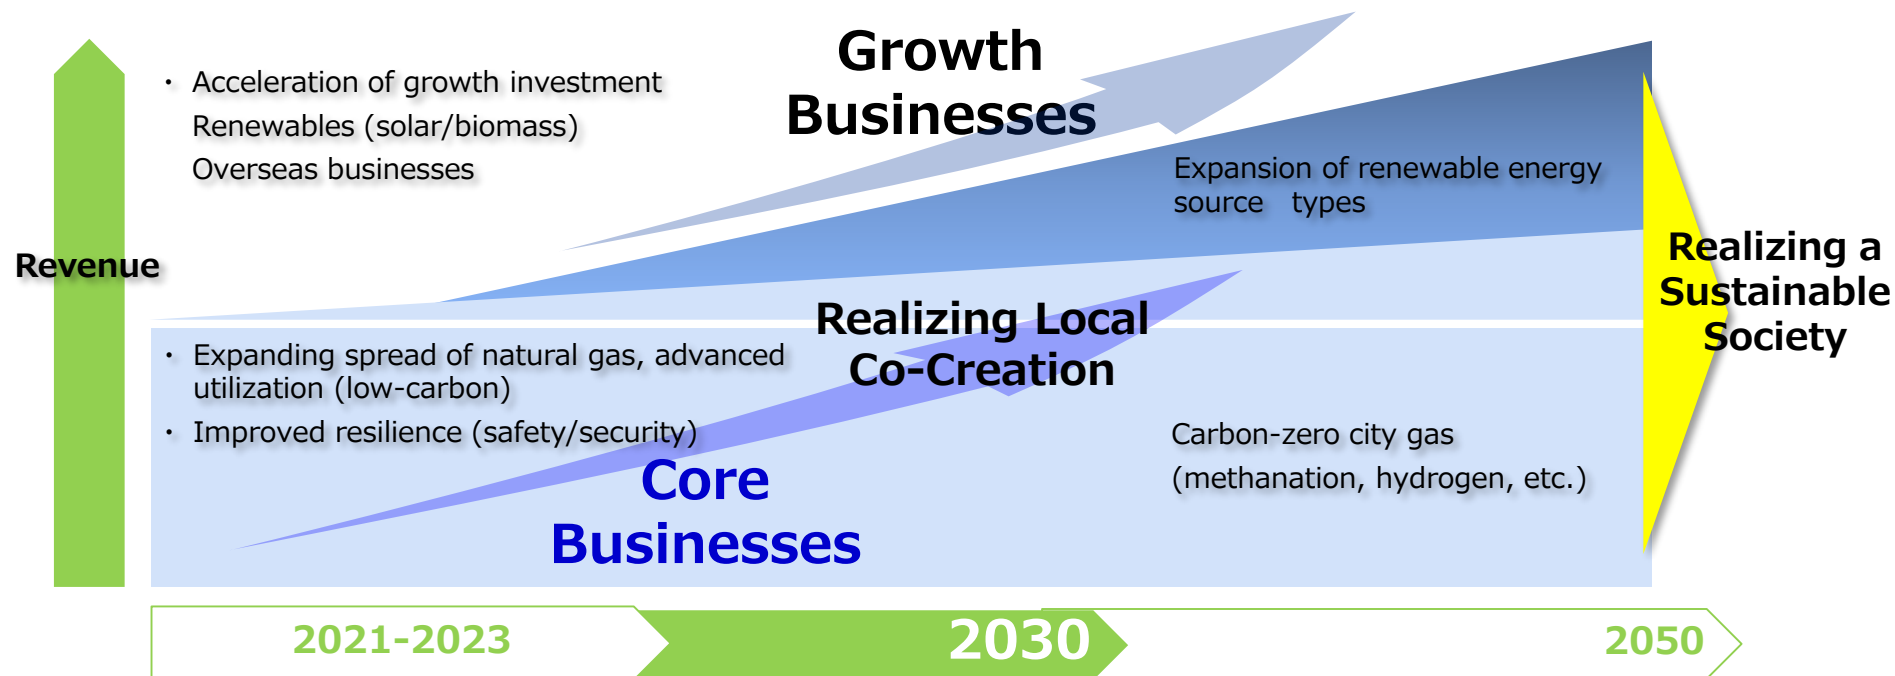 Growth
Businesses
・ Acceleration of growth investment
Renewables (solar/biomass)
Overseas businesses
Expansion of renewable energy
source types
Revenue
Realizing a
Sustainable
Society
Realizing Local
Co-Creation
・ Expanding spread of natural gas, advanced
utilization (low-carbon)
・ Improved resilience (safety/security)
Carbon-zero city gas
(methanation, hydrogen, etc.)
Core
Businesses
2021-2023
2030
2050